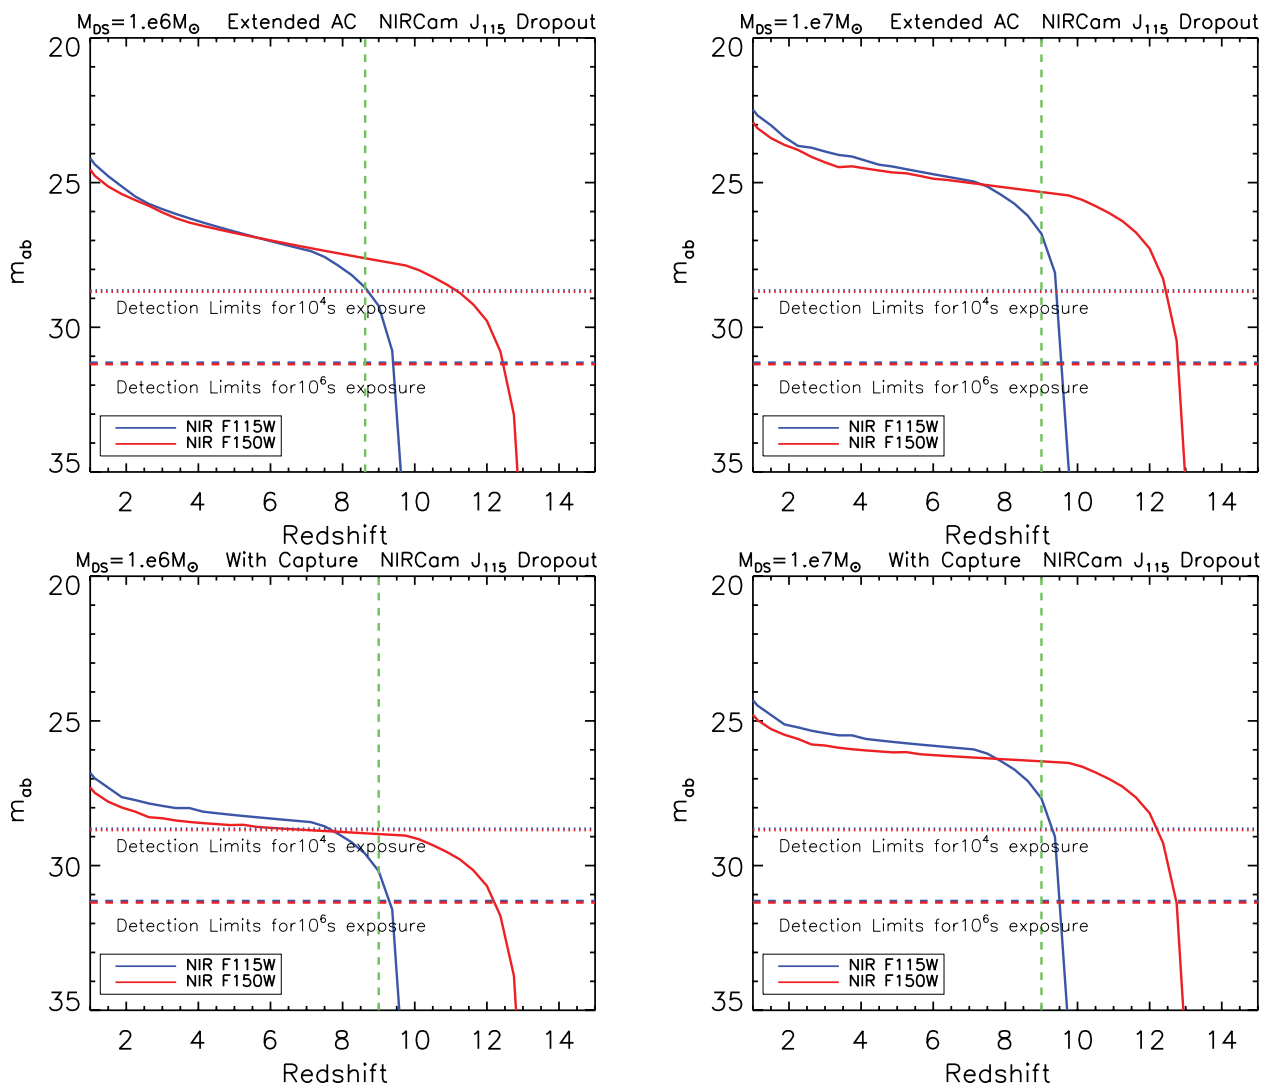 M_DS=1.e6M⊙ Extended AC NIRCam J_115 Dropout
20
25
30
35
m_ab
Detection Limits for10^4s exposure
Detection Limits for10^6s exposure
NIR F115W
NIR F150W
2 4 6 8 10 12 14
Redshift
M_DS=1.e7M⊙ Extended AC NIRCam J_115 Dropout
20
25
30
35
m_ab
Detection Limits for10^4s exposure
Detection Limits for10^6s exposure
NIR F115W
NIR F150W
2 4 6 8 10 12 14
Redshift
M_DS=1.e6M⊙ With Capture NIRCam J_115 Dropout
20
25
30
35
m_ab
Detection Limits for10^4s exposure
Detection Limits for10^6s exposure
NIR F115W
NIR F150W
2 4 6 8 10 12 14
Redshift
M_DS=1.e7M⊙ With Capture NIRCam J_115 Dropout
20
25
30
35
m_ab
Detection Limits for10^4s exposure
Detection Limits for10^6s exposure
NIR F115W
NIR F150W
2 4 6 8 10 12 14
Redshift